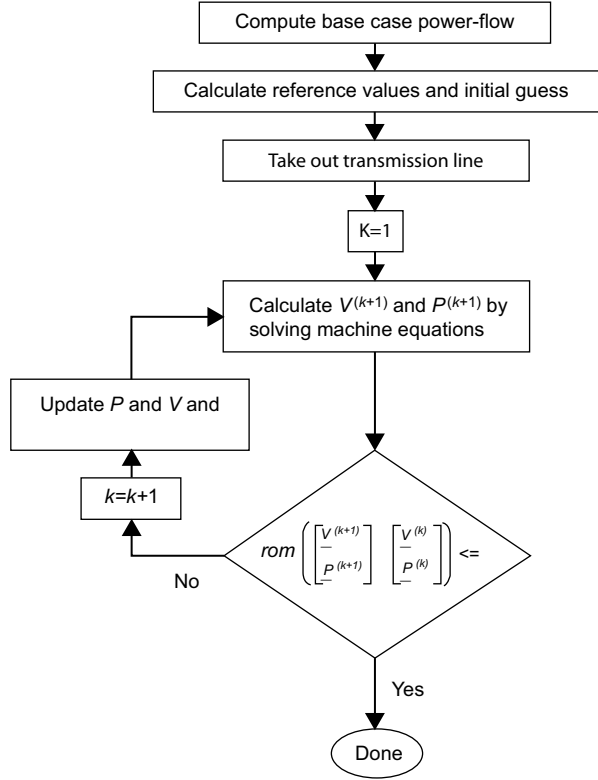 Compute base case power-flow
Calculate reference values and initial guess
Take out transmission line
K=1
Calculate V(k+1) and P(k+1) by
solving machine equations
Update P and V and
k=k+1
rom ([V(k+1) P(k+1)] [V(k) P(k)]) <=
No
Yes
Done